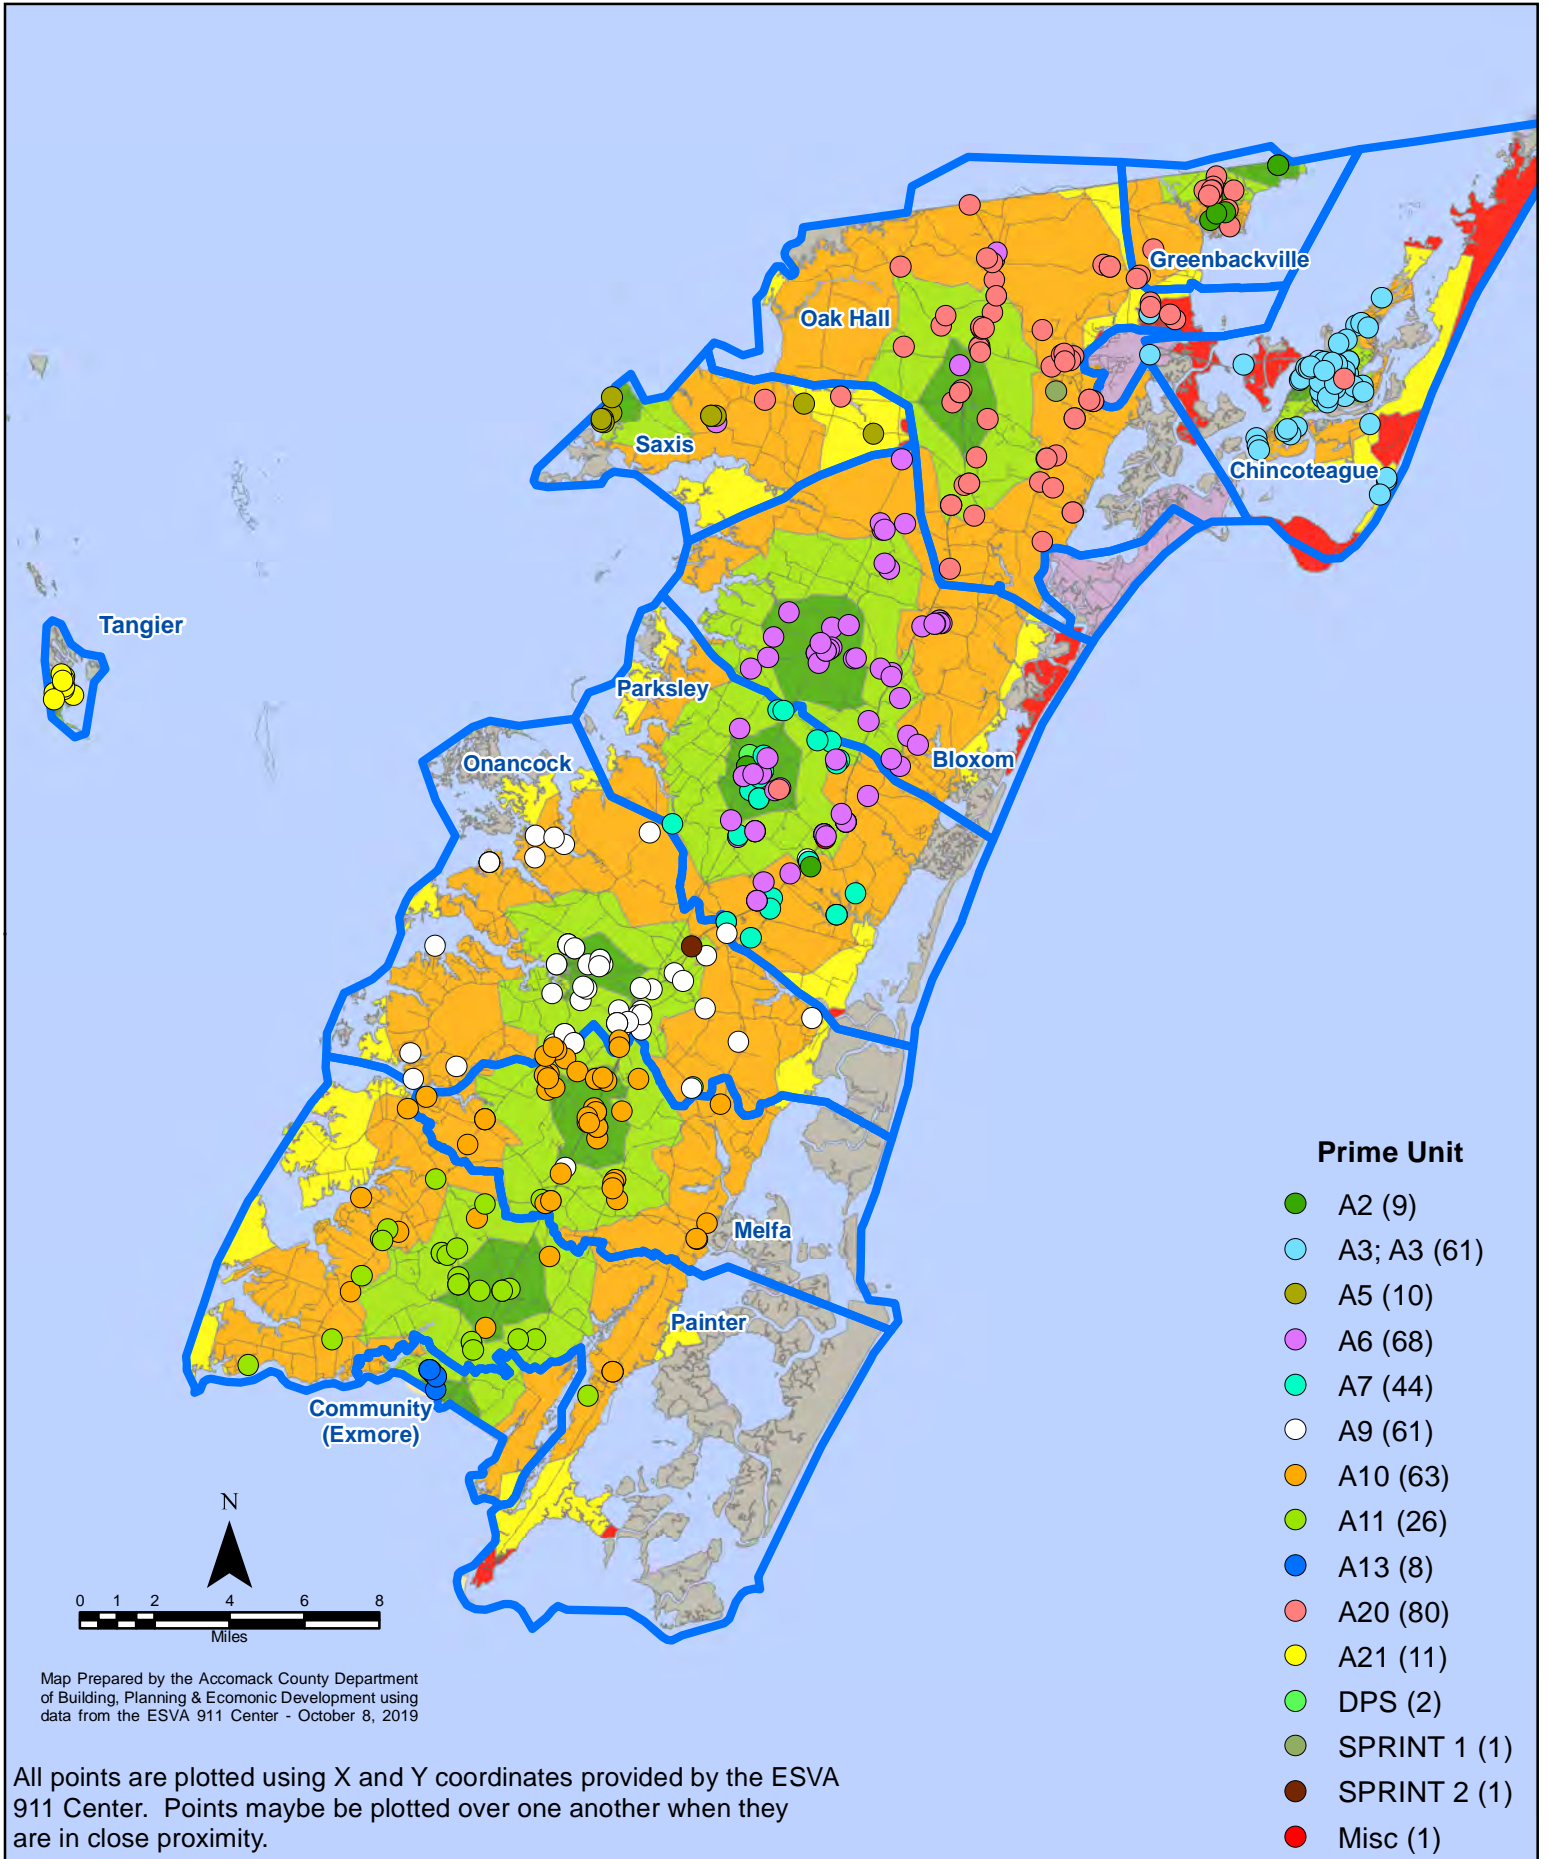 Greenbackville
Oak Hall
Saxis
Chincoteague
Tangier
Parksley
Bloxom
Onancock
Melfa
Painter
Community
(Exmore)
Prime Unit
A2 (9)
A3; A3 (61)
A5 (10)
A6 (68)
A7 (44)
A9 (61)
A10 (63)
A11 (26)
A13 (8)
A20 (80)
A21 (11)
DPS (2)
SPRINT 1 (1)
SPRINT 2 (1)
Misc (1)
N
0 1 2 4 6 8
Miles
Map Prepared by the Accomack County Department
of Building, Planning & Ecomonic Development using
data from the ESVA 911 Center - October 8, 2019
All points are plotted using X and Y coordinates provided by the ESVA
911 Center.  Points maybe be plotted over one another when they
are in close proximity.